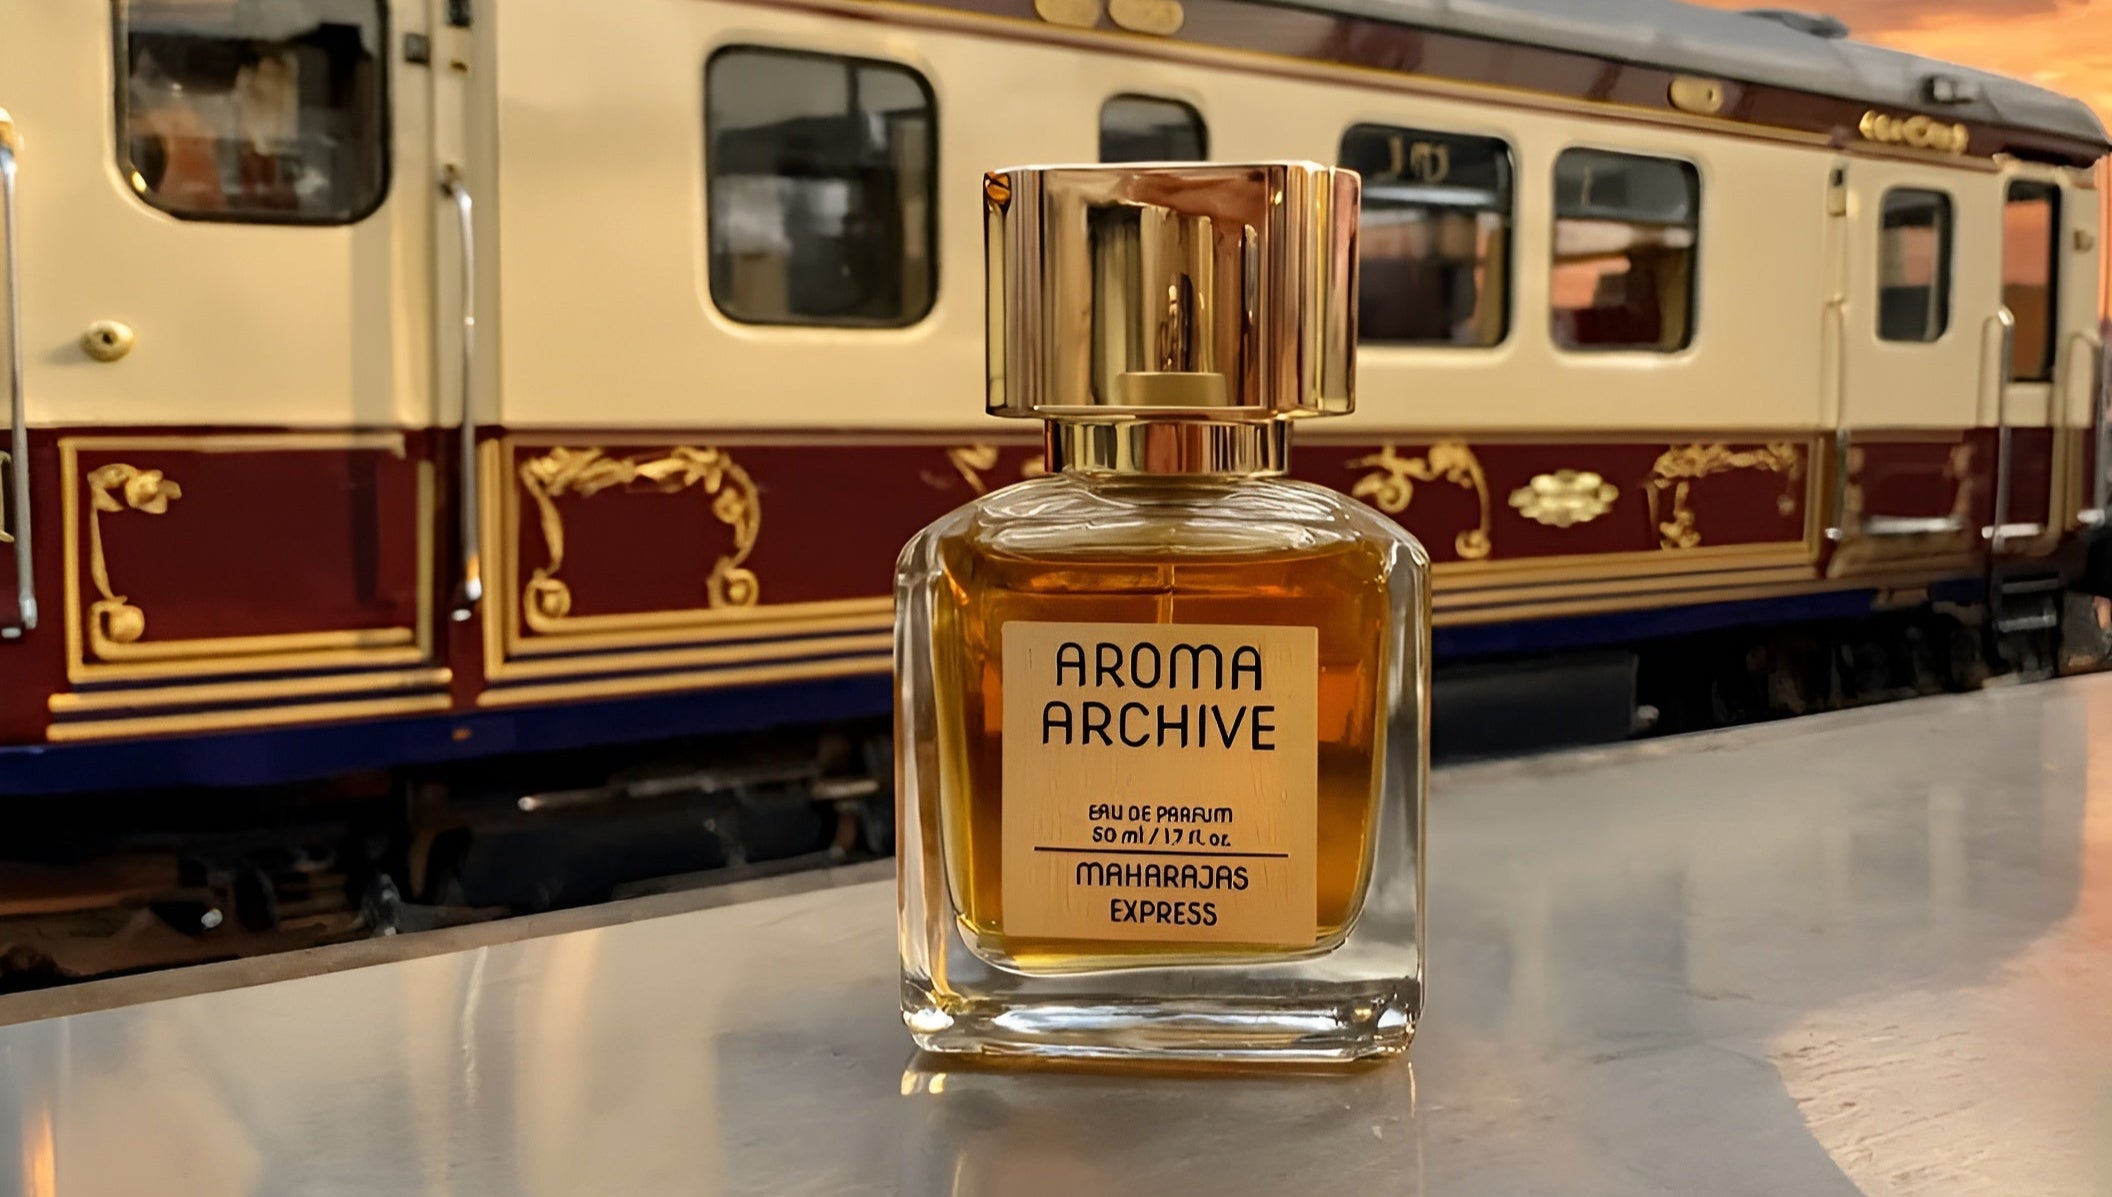 AROMA
ARCHIVE
EAU DE PARFUM
50 ml / 1.7 fl oz.
MAHARAJAS
EXPRESS